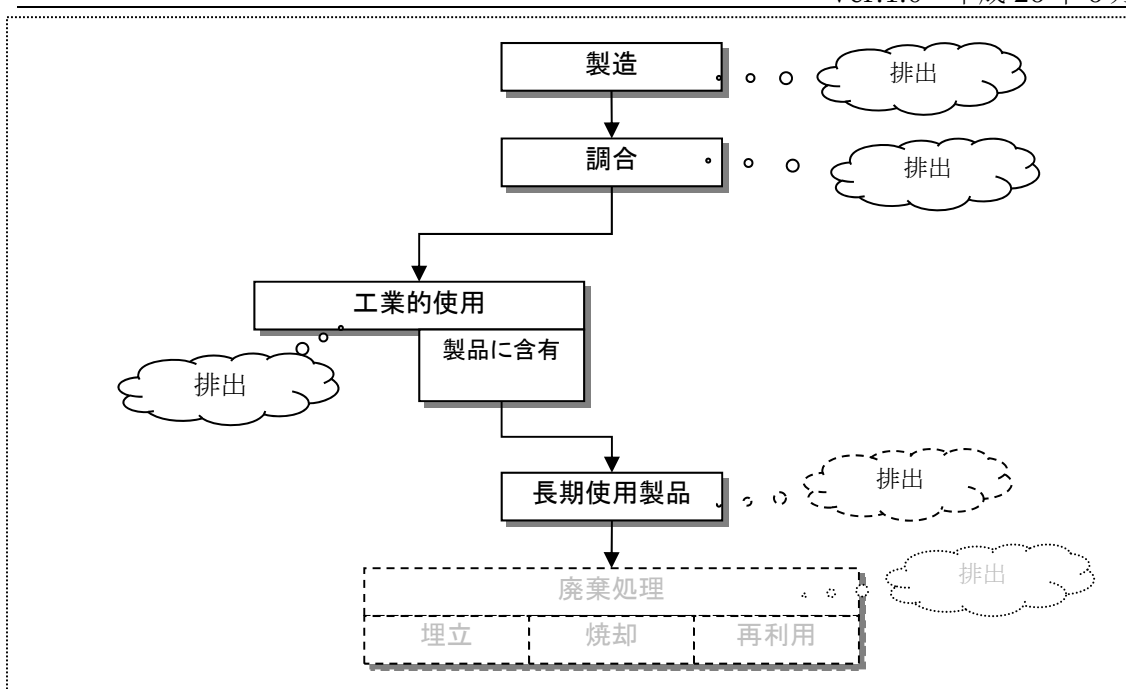 製造
排出
調合
排出
工業的使用
製品に含有
排出
長期使用製品
排出
廃棄処理
排出
埋立 焼却 再利用